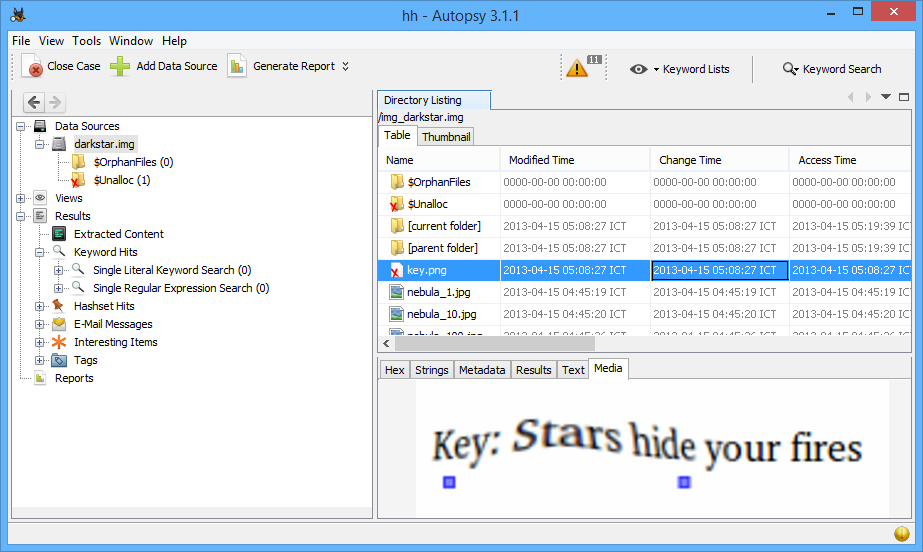 hh - Autopsy 3.1.1
File View Tools Window Help
Close Case Add Data Source Generate Report 11 Keyword Lists Keyword Search
Directory Listing
/img_darkstar.img
Table Thumbnail
Data Sources
darkstar.img
$OrphanFiles (0)
$Unalloc (1)
Views
Results
Extracted Content
Keyword Hits
Single Literal Keyword Search (0)
Single Regular Expression Search (0)
Hashset Hits
E-Mail Messages
Interesting Items
Tags
Reports
Name Modified Time Change Time Access Time
$OrphanFiles 0000-00-00 00:00:00 0000-00-00 00:00:00 0000-00-00 00:00:00
$Unalloc 0000-00-00 00:00:00 0000-00-00 00:00:00 0000-00-00 00:00:00
[current folder] 2013-04-15 05:08:27 ICT 2013-04-15 05:08:27 ICT 2013-04-15 05:19:39 IC
[parent folder] 2013-04-15 05:08:27 ICT 2013-04-15 05:08:27 ICT 2013-04-15 05:19:39 IC
key.png 2013-04-15 05:08:27 ICT 2013-04-15 05:08:27 ICT 2013-04-15 05:08:27 IC
nebula_1.jpg 2013-04-15 04:45:19 ICT 2013-04-15 04:45:19 ICT 2013-04-15 04:45:19 IC
nebula_10.jpg 2013-04-15 04:45:20 ICT 2013-04-15 04:45:20 ICT 2013-04-15 04:45:20 IC
Hex Strings Metadata Results Text Media
Key: Stars hide your fires